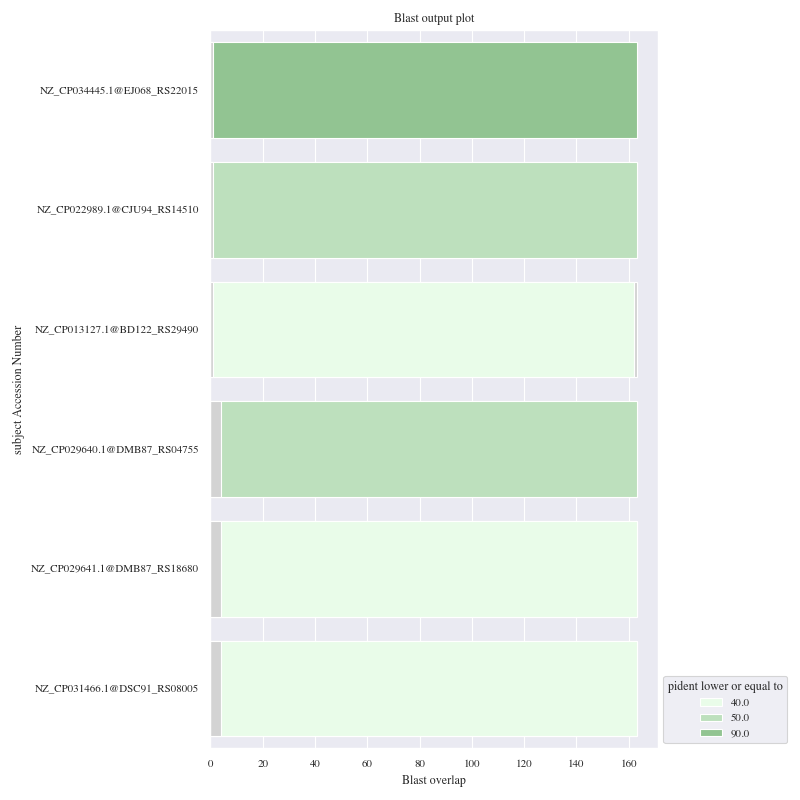 Blast output plot
NZ_CP034445.1@EJ068_RS22015
NZ_CP022989.1@CJU94_RS14510
NZ_CP013127.1@BD122_RS29490
NZ_CP029640.1@DMB87_RS04755
NZ_CP029641.1@DMB87_RS18680
NZ_CP031466.1@DSC91_RS08005
subject Accession Number
0 20 40 60 80 100 120 140 160
Blast overlap
pident lower or equal to
40.0
50.0
90.0